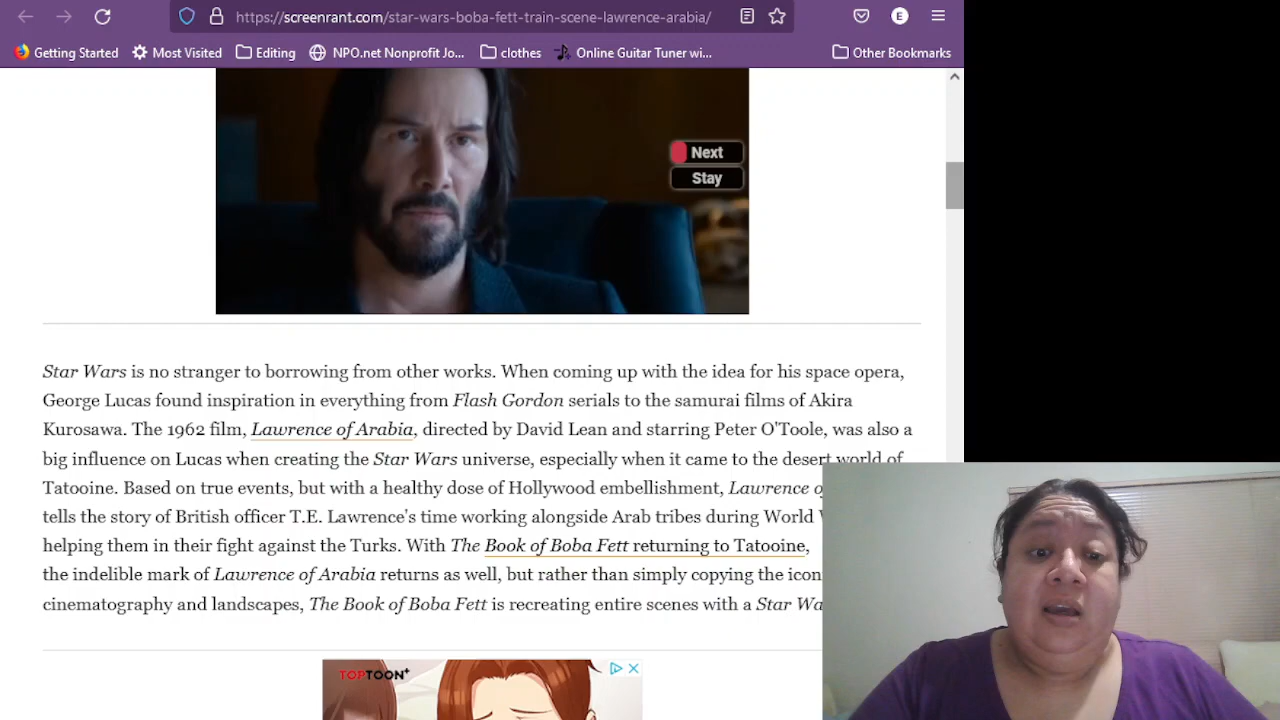 https://screenrant.com/star-wars-boba-fett-train-scene-lawrence-arabia/
E
Getting Started
Most Visited
Editing
NPO.net Nonprofit Jo...
clothes
Online Guitar Tuner wi...
Other Bookmarks
Next
Stay
Star Wars is no stranger to borrowing from other works. When coming up with the idea for his space opera,
George Lucas found inspiration in everything from Flash Gordon serials to the samurai films of Akira
Kurosawa. The 1962 film, Lawrence of Arabia, directed by David Lean and starring Peter O'Toole, was also a
big influence on Lucas when creating the Star Wars universe, especially when it came to the desert world of
Tatooine. Based on true events, but with a healthy dose of Hollywood embellishment, Lawrence
tells the story of British officer T.E. Lawrence's time working alongside Arab tribes during World
helping them in their fight against the Turks. With The Book of Boba Fett returning to Tatooine,
the indelible mark of Lawrence of Arabia returns as well, but rather than simply copying the
cinematography and landscapes, The Book of Boba Fett is recreating entire scenes with a Star
TOPTOON+